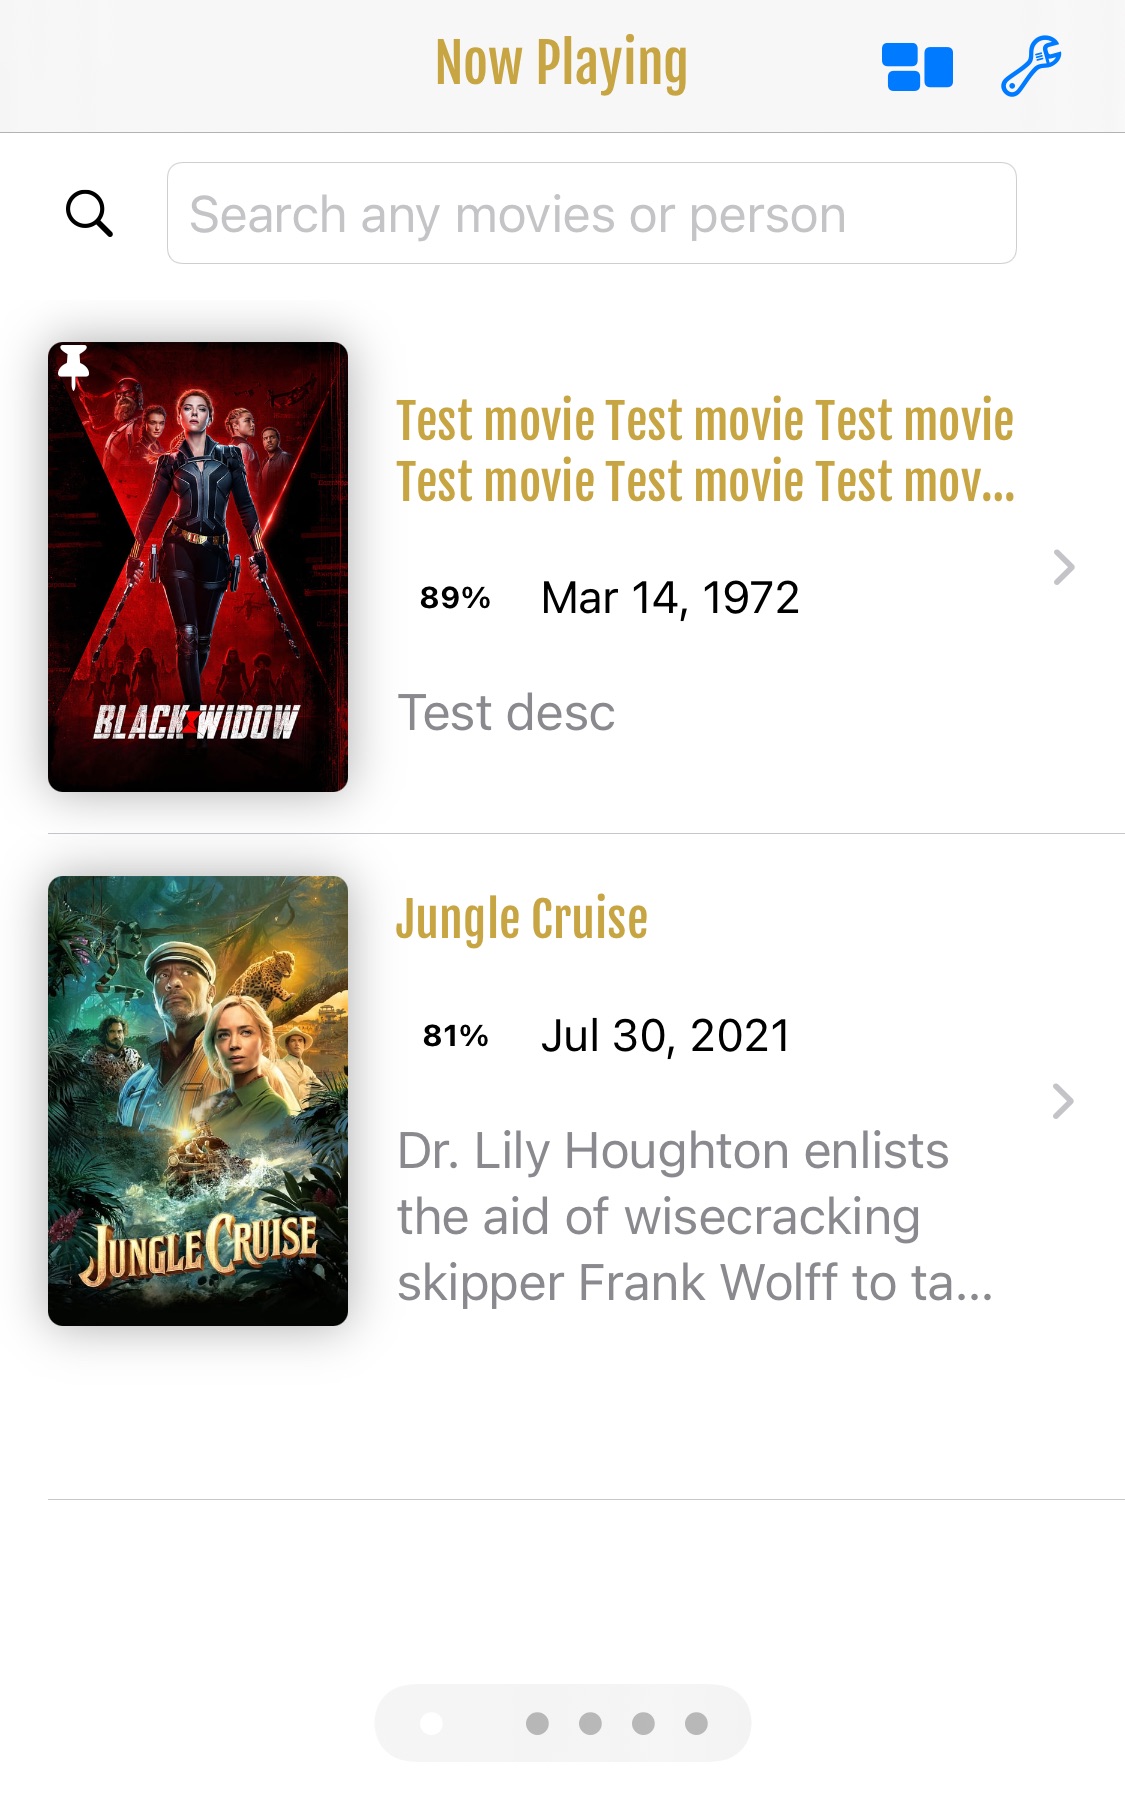 Now Playing
Search any movies or person
Test movie Test movie Test movie
Test movie Test movie Test mov...
89% Mar 14, 1972
Test desc
BLACK WIDOW
Jungle Cruise
81% Jul 30, 2021
Dr. Lily Houghton enlists
the aid of wisecracking
skipper Frank Wolff to ta...
JUNGLE CRUISE